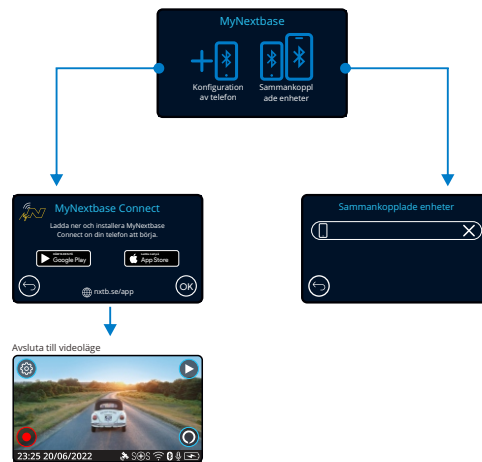 MyNextbase
Konfiguration
av telefon
Sammankoppl
ade enheter
MyNextbase Connect
Ladda ner och installera MyNextbase
Connect on din telefon att börja.
Google Play
App Store
OK
nxtb.se/app
Sammankopplade enheter
Avsluta till videoläge
23:25 20/06/2022
SOS